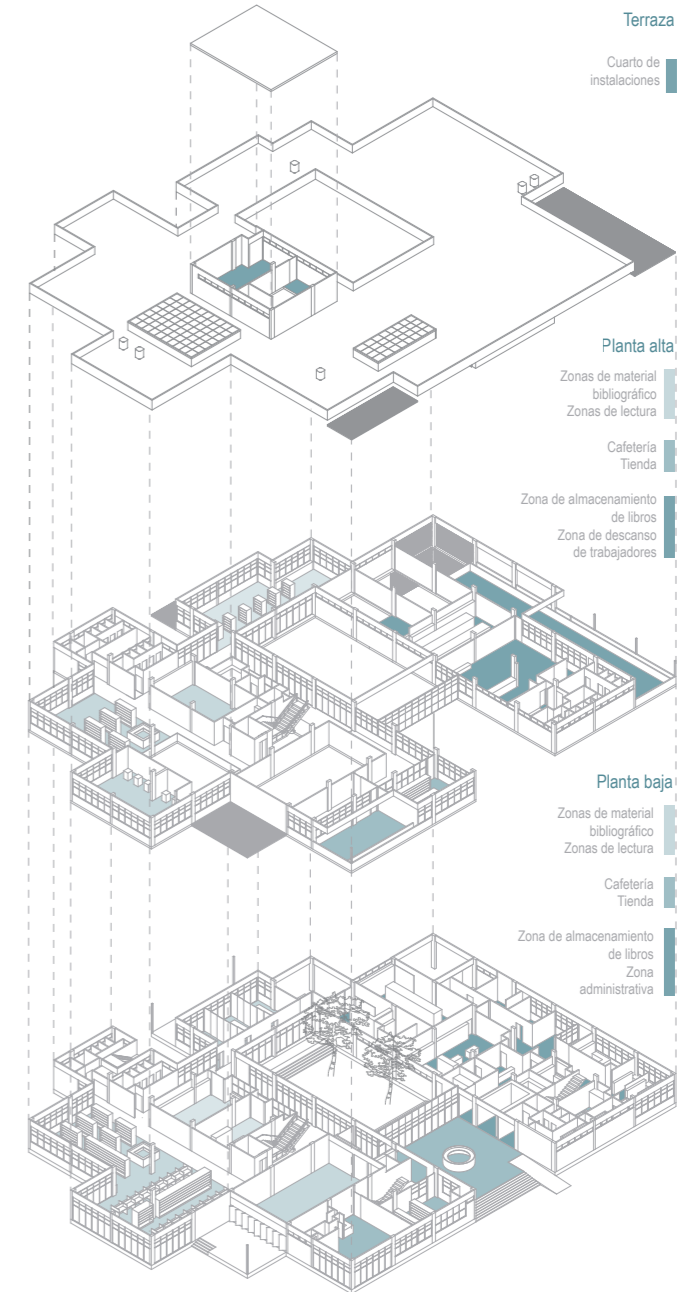 Terraza
Cuarto de
instalaciones
Planta alta
Zonas de material
bibliográfico
Zonas de lectura
Cafetería
Tienda
Zona de almacenamiento
de libros
Zona de descanso
de trabajadores
Planta baja
Zonas de material
bibliográfico
Zonas de lectura
Cafetería
Tienda
Zona de almacenamiento
de libros
Zona
administrativa